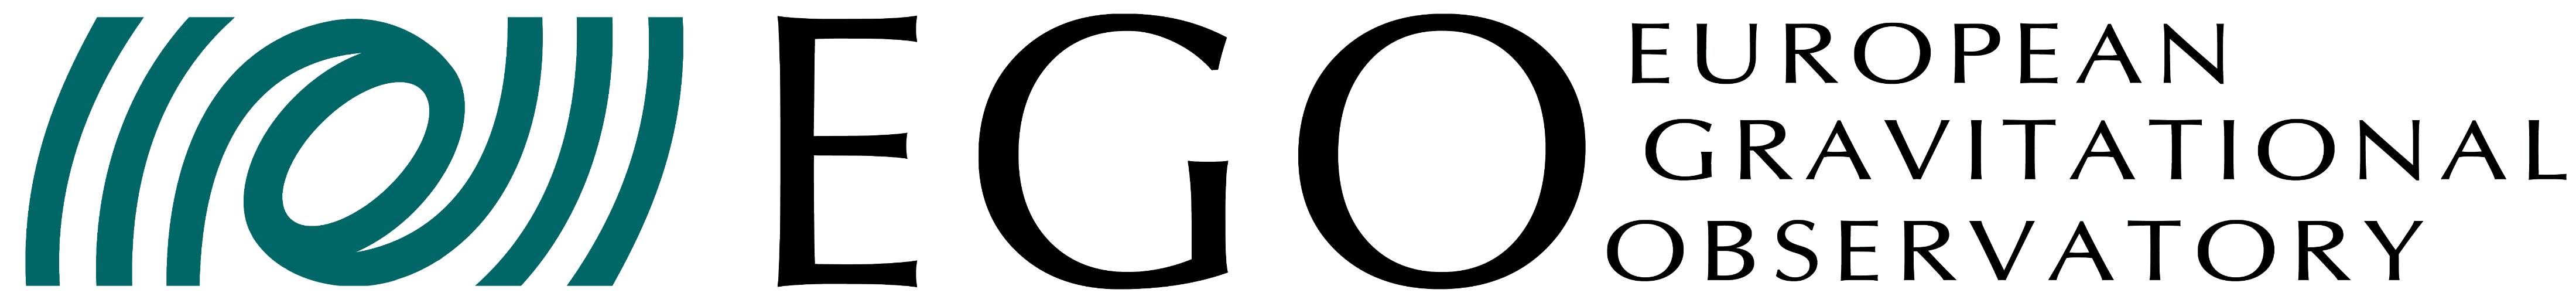 EGO
EUROPEAN
GRAVITATIONAL
OBSERVATORY